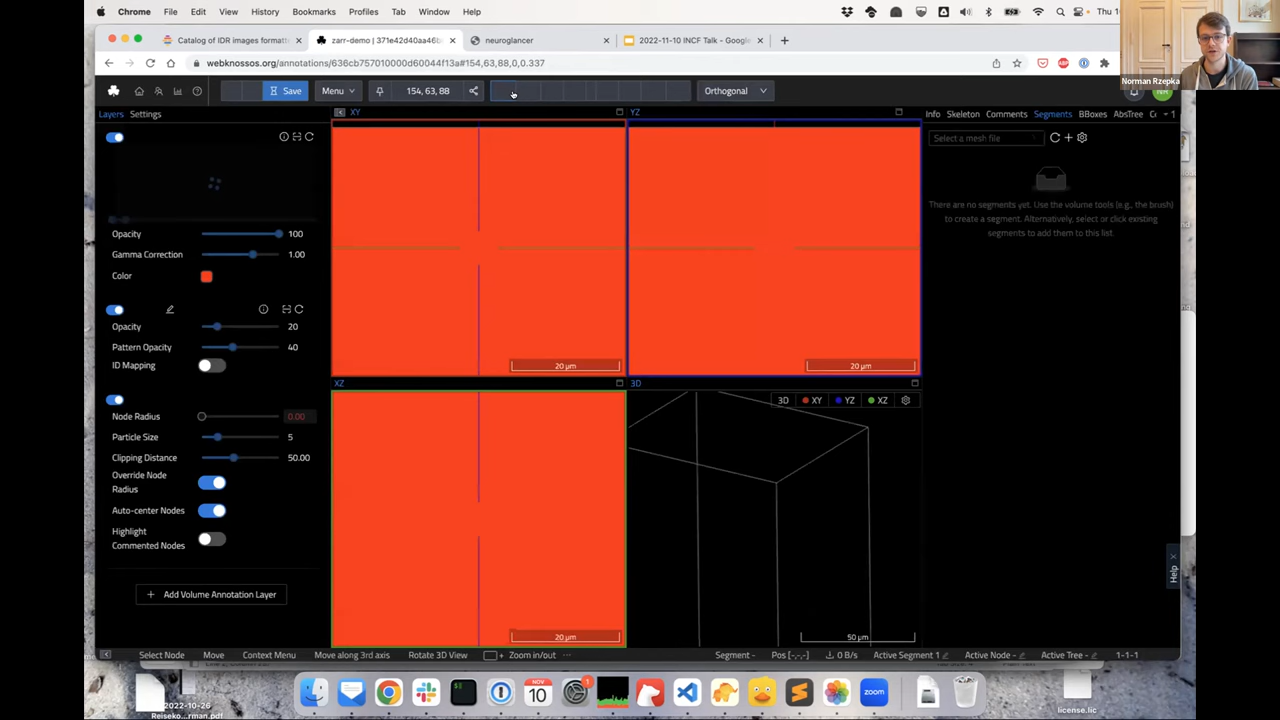 Chrome File Edit View History Bookmarks Profiles Tab Window Help
Catalog of IDR images formatte
zarr-demo | 371e42d40aa46b
neuroglancer
2022-11-10 INCF Talk - Google
webknossos.org/annotations/636cb757010000d60044f13a#154,63,88,0,0.337
Norman Rzepka
Save
Menu
154, 63, 88
Orthogonal
Layers Settings
XY
YZ
Info Skeleton Comments Segments BBoxes AbsTree
Select a mesh file
There are no segments yet. Use the volume tools (e.g., the brush)
to create a segment. Alternatively, select or click existing
segments to add them to this list.
Opacity 100
Gamma Correction 1.00
Color
Opacity 20
Pattern Opacity 40
ID Mapping
20 µm
20 µm
XZ
3D
3D XY YZ XZ
Node Radius 0.00
Particle Size 5
Clipping Distance 50.00
Override Node
Radius
Auto-center Nodes
Highlight
Commented Nodes
Add Volume Annotation Layer
20 µm
50 µm
Help
Select Node Move Context Menu Move along 3rd axis Rotate 3D View + Zoom in/out ···
Segment - Pos [-,-,-] 0 B/s Active Segment 1 Active Node - Active Tree - 1-1-1
NOV
10
1
zoom
2022-10-26
Reiseko...rman.pdf
license.lic